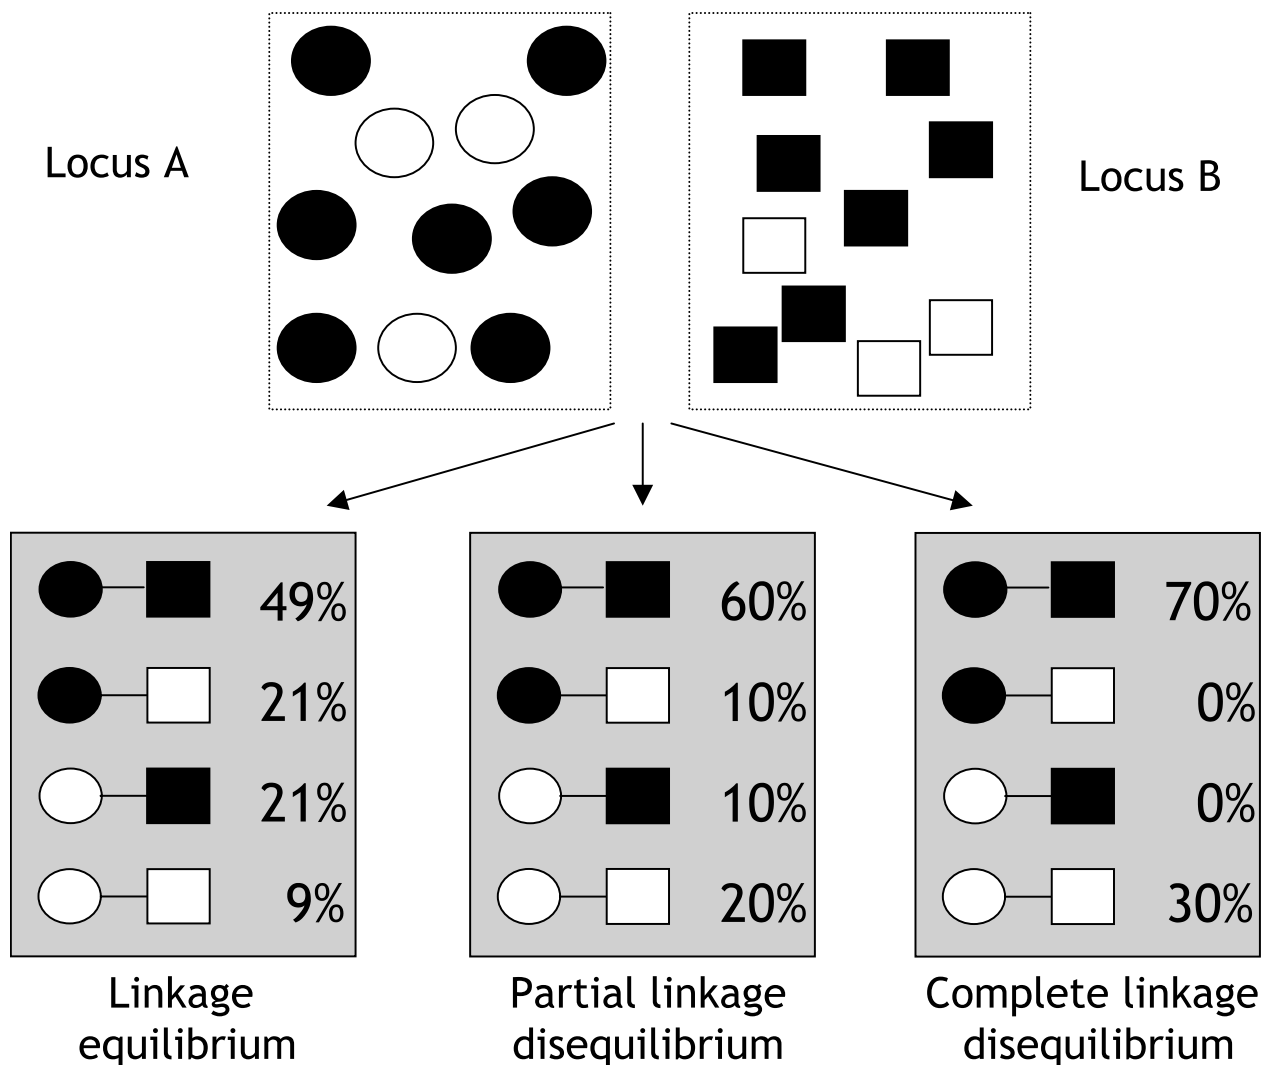 Locus A
Locus B
49%
21%
21%
9%
60%
10%
10%
20%
70%
0%
0%
30%
Linkage
equilibrium
Partial linkage
disequilibrium
Complete linkage
disequilibrium